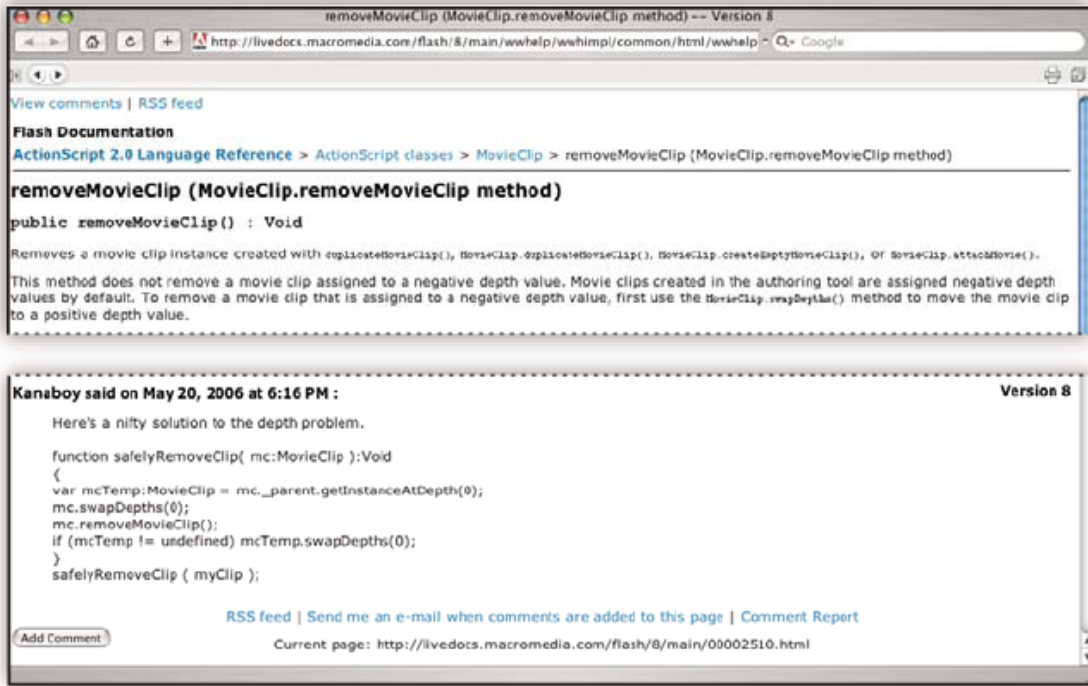 removeMovieClip (MovieClip.removeMovieClip method) -- Version 8
http://livedocs.macromedia.com/flash/8/main/wwhelp/wwhimpl/common/html/wwhelp
Google
View comments | RSS feed
Flash Documentation
ActionScript 2.0 Language Reference > ActionScript classes > MovieClip > removeMovieClip (MovieClip.removeMovieClip method)
removeMovieClip (MovieClip.removeMovieClip method)
public removeMovieClip() : Void
Removes a movie clip instance created with duplicateMovieClip(), MovieClip.duplicateMovieClip(), MovieClip.createEmptyMovieClip(), or MovieClip.attachMovie().
This method does not remove a movie clip assigned to a negative depth value. Movie clips created in the authoring tool are assigned negative depth
values by default. To remove a movie clip that is assigned to a negative depth value, first use the MovieClip.swapDepths() method to move the movie clip
to a positive depth value.
Kanaboy said on May 20, 2006 at 6:16 PM :
Version 8
Here's a nifty solution to the depth problem.
function safelyRemoveClip( mc:MovieClip ):Void
{
var mcTemp:MovieClip = mc._parent.getInstanceAtDepth(0);
mc.swapDepths(0);
mc.removeMovieClip();
if (mcTemp != undefined) mcTemp.swapDepths(0);
}
safelyRemoveClip ( myClip );
RSS feed | Send me an e-mail when comments are added to this page | Comment Report
Add Comment
Current page: http://livedocs.macromedia.com/flash/8/main/00002510.html